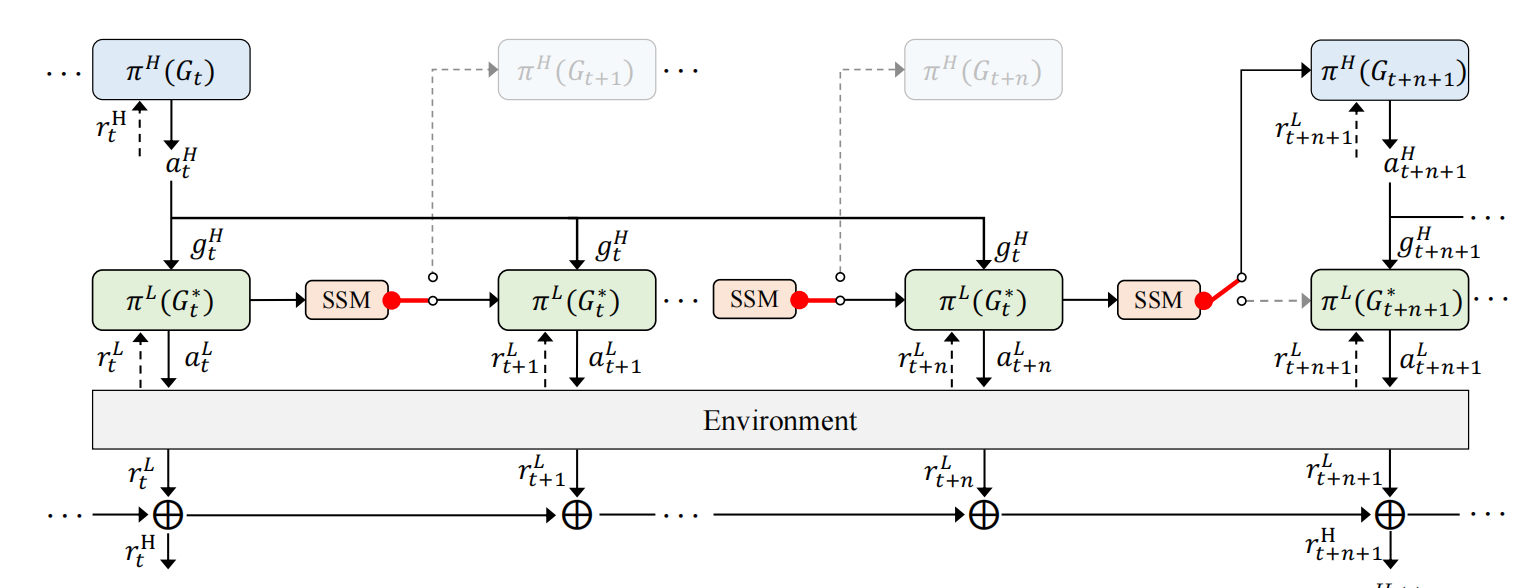 ··· π^H(G_t) π^H(G_{t+1}) ··· π^H(G_{t+n}) π^H(G_{t+n+1})
r_t^H r_{t+n+1}^L
a_t^H a_{t+n+1}^H
···
g_t^H g_t^H g_t^H g_{t+n+1}^H
π^L(G_t^*) SSM π^L(G_t^*) ··· SSM π^L(G_t^*) SSM π^L(G_{t+n+1}^*) ···
r_t^L a_t^L r_{t+1}^L a_{t+1}^L r_{t+n}^L a_{t+n}^L r_{t+n+1}^L a_{t+n+1}^L
Environment
r_t^L r_{t+1}^L r_{t+n}^L r_{t+n+1}^L
··· ⊕ ⊕ ··· ⊕ ⊕ ···
r_t^H r_{t+n+1}^H